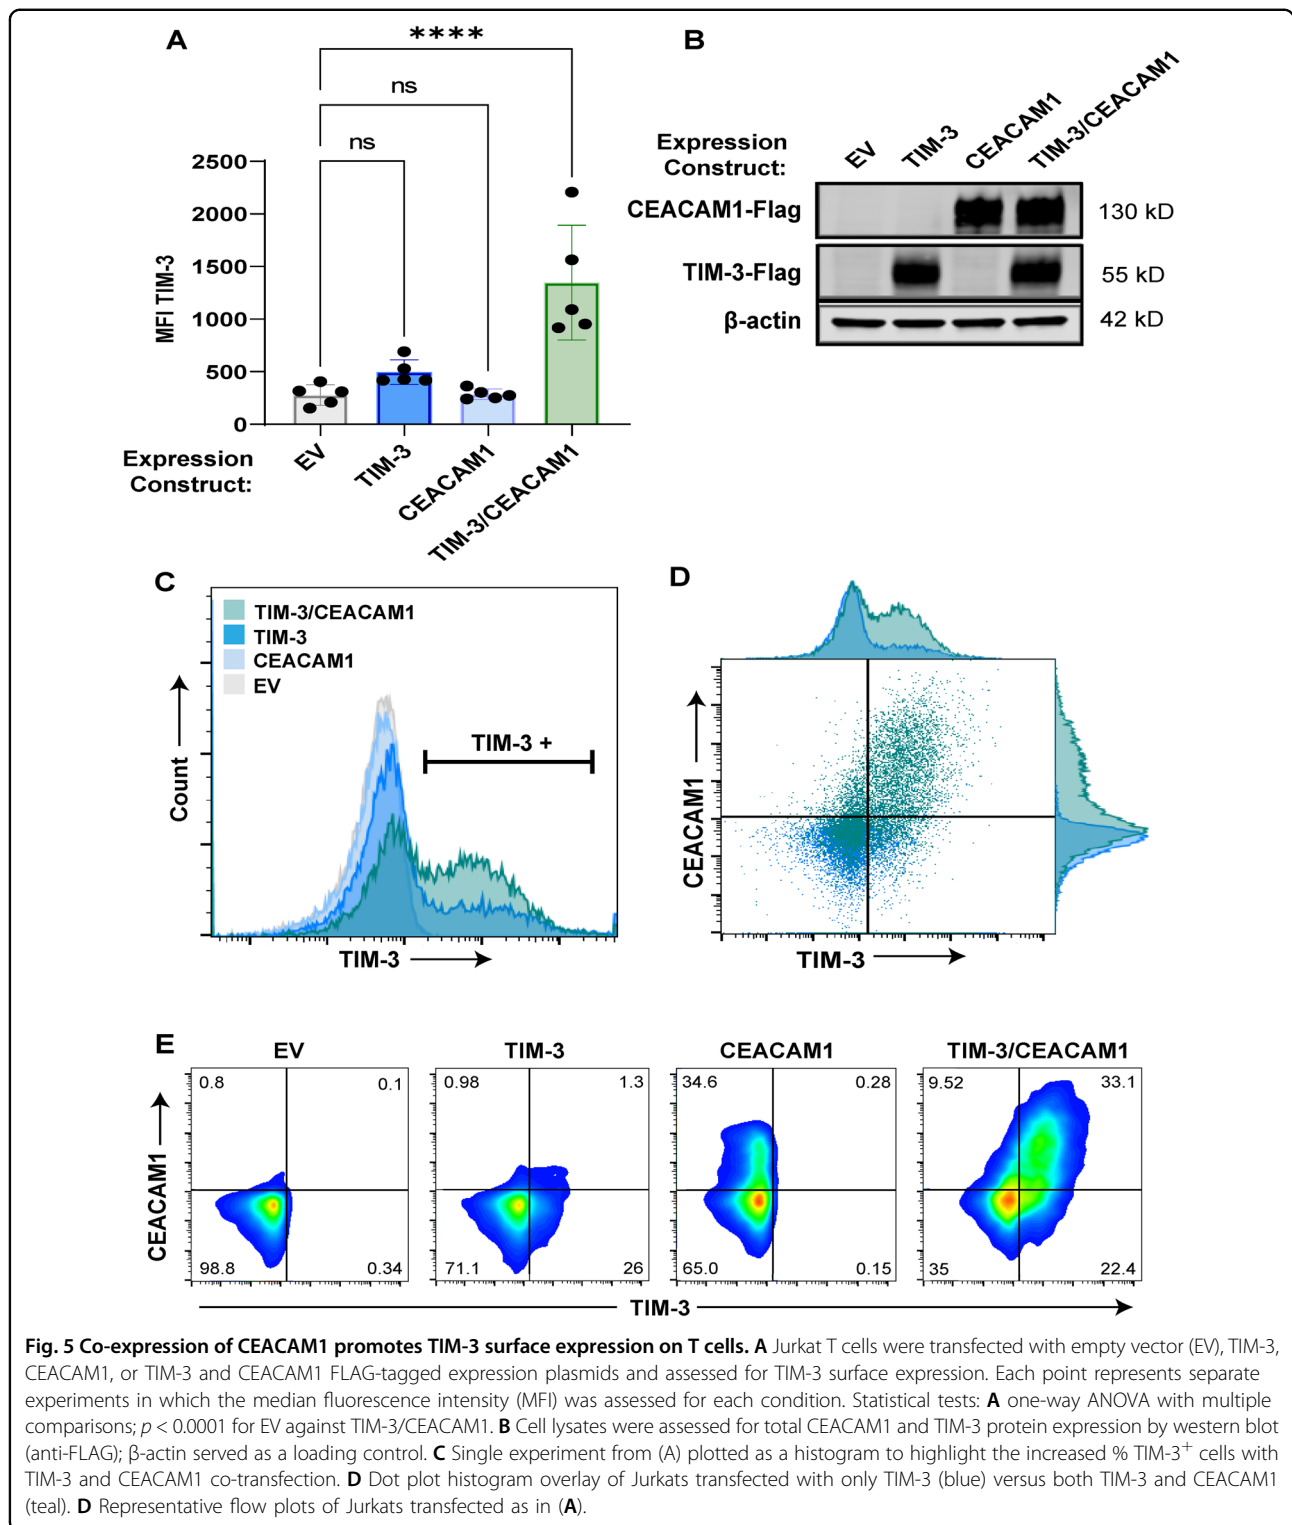 A
****
ns
ns
2500
2000
1500
1000
500
0
MFI TIM-3
Expression
Construct:
EV
TIM-3
CEACAM1
TIM-3/CEACAM1
B
Expression
Construct:
EV
TIM-3
CEACAM1
TIM-3/CEACAM1
CEACAM1-Flag
130 kD
TIM-3-Flag
55 kD
β-actin
42 kD
C
TIM-3/CEACAM1
TIM-3
CEACAM1
EV
TIM-3 +
Count
TIM-3
D
CEACAM1
TIM-3
E
EV
TIM-3
CEACAM1
TIM-3/CEACAM1
0.8
0.1
98.8
0.34
0.98
1.3
71.1
26
34.6
0.28
65.0
0.15
9.52
33.1
35
22.4
CEACAM1
TIM-3
Fig. 5 Co-expression of CEACAM1 promotes TIM-3 surface expression on T cells. A Jurkat T cells were transfected with empty vector (EV), TIM-3,
CEACAM1, or TIM-3 and CEACAM1 FLAG-tagged expression plasmids and assessed for TIM-3 surface expression. Each point represents separate
experiments in which the median fluorescence intensity (MFI) was assessed for each condition. Statistical tests: A one-way ANOVA with multiple
comparisons; p < 0.0001 for EV against TIM-3/CEACAM1. B Cell lysates were assessed for total CEACAM1 and TIM-3 protein expression by western blot
(anti-FLAG); β-actin served as a loading control. C Single experiment from (A) plotted as a histogram to highlight the increased % TIM-3⁺ cells with
TIM-3 and CEACAM1 co-transfection. D Dot plot histogram overlay of Jurkats transfected with only TIM-3 (blue) versus both TIM-3 and CEACAM1
(teal). D Representative flow plots of Jurkats transfected as in (A).